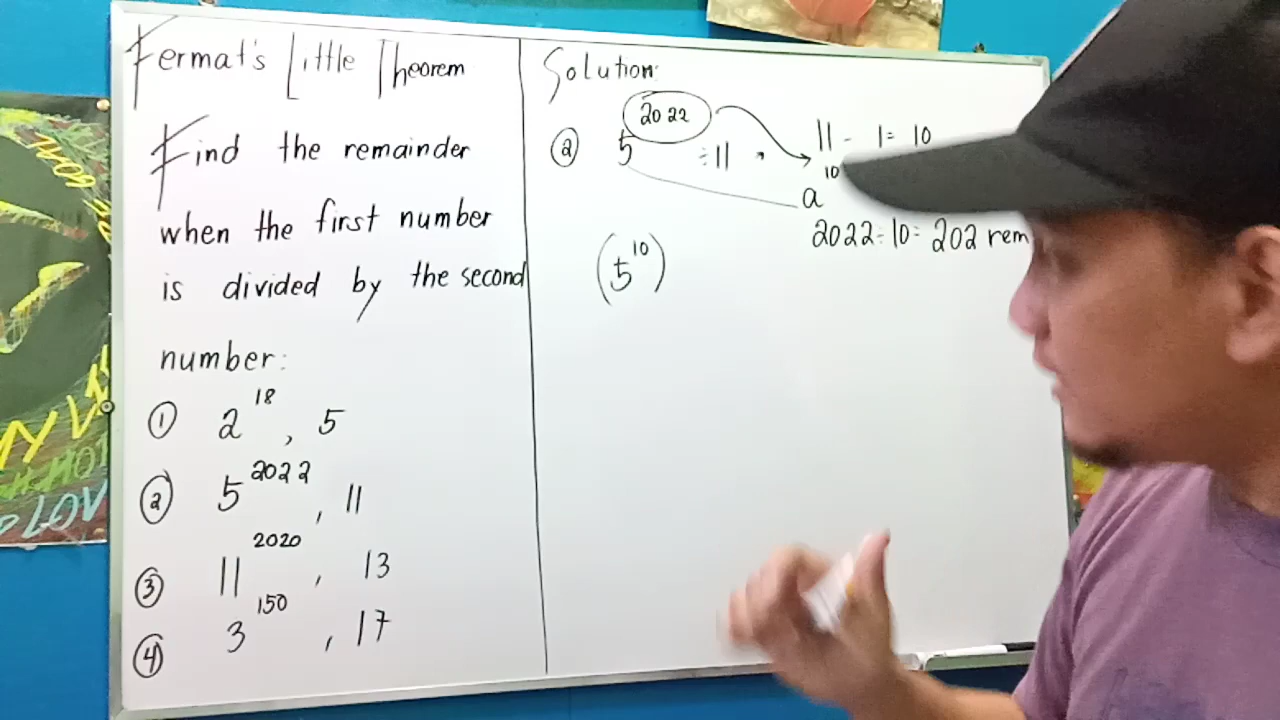 Fermat's Little Theorem
Find the remainder
when the first number
is divided by the second
number:
① 2^18, 5
② 5^2022, 11
③ 11^2020, 13
④ 3^150, 17
Solution:
② 5^2022 ÷ 11
11 - 1 = 10
a^10
2022 ÷ 10 = 202 rem
(5^10)
LOV